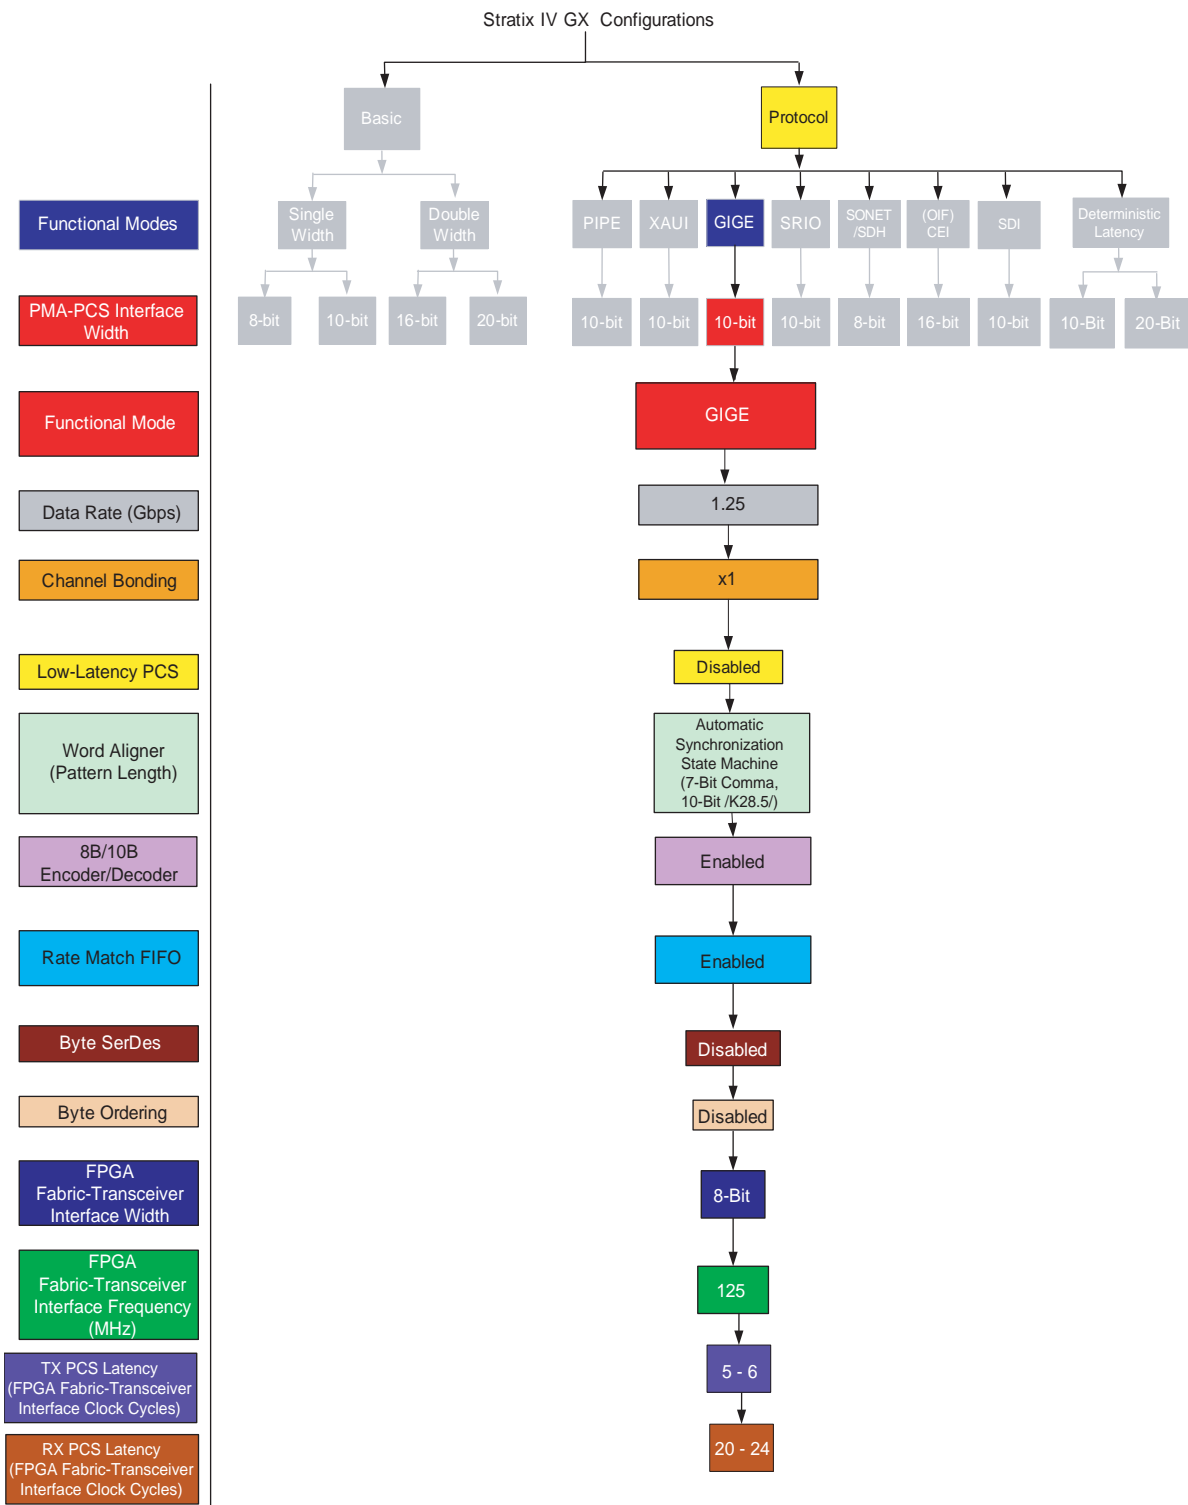 Stratix IV GX Configurations
Basic
Protocol
Functional Modes
Single
Width
Double
Width
PIPE
XAUI
GIGE
SRIO
SONET
/SDH
(OIF)
CEI
SDI
Deterministic
Latency
PMA-PCS Interface
Width
8-bit
10-bit
16-bit
20-bit
10-bit
10-bit
10-bit
10-bit
8-bit
16-bit
10-bit
10-Bit
20-Bit
Functional Mode
GIGE
Data Rate (Gbps)
1.25
Channel Bonding
x1
Low-Latency PCS
Disabled
Word Aligner
(Pattern Length)
Automatic
Synchronization
State Machine
(7-Bit Comma,
10-Bit /K28.5/)
8B/10B
Encoder/Decoder
Enabled
Rate Match FIFO
Enabled
Byte SerDes
Disabled
Byte Ordering
Disabled
FPGA
Fabric-Transceiver
Interface Width
8-Bit
FPGA
Fabric-Transceiver
Interface Frequency
(MHz)
125
TX PCS Latency
(FPGA Fabric-Transceiver
Interface Clock Cycles)
5 - 6
RX PCS Latency
(FPGA Fabric-Transceiver
Interface Clock Cycles)
20 - 24